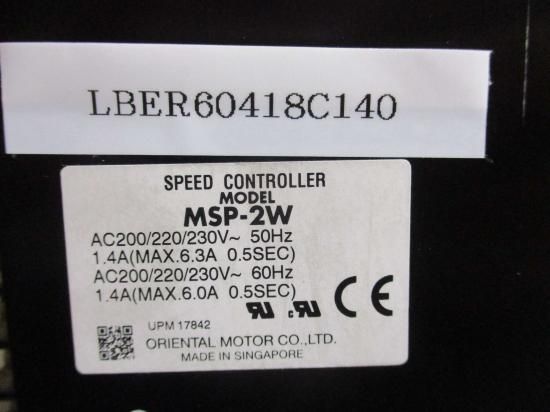 LBER60418C140
SPEED CONTROLLER
MODEL
MSP-2W
AC200/220/230V~ 50Hz
1.4A(MAX.6.3A 0.5SEC)
AC200/220/230V~ 60Hz
1.4A(MAX.6.0A 0.5SEC)
CE
UPM 17842
ORIENTAL MOTOR CO.,LTD.
MADE IN SINGAPORE